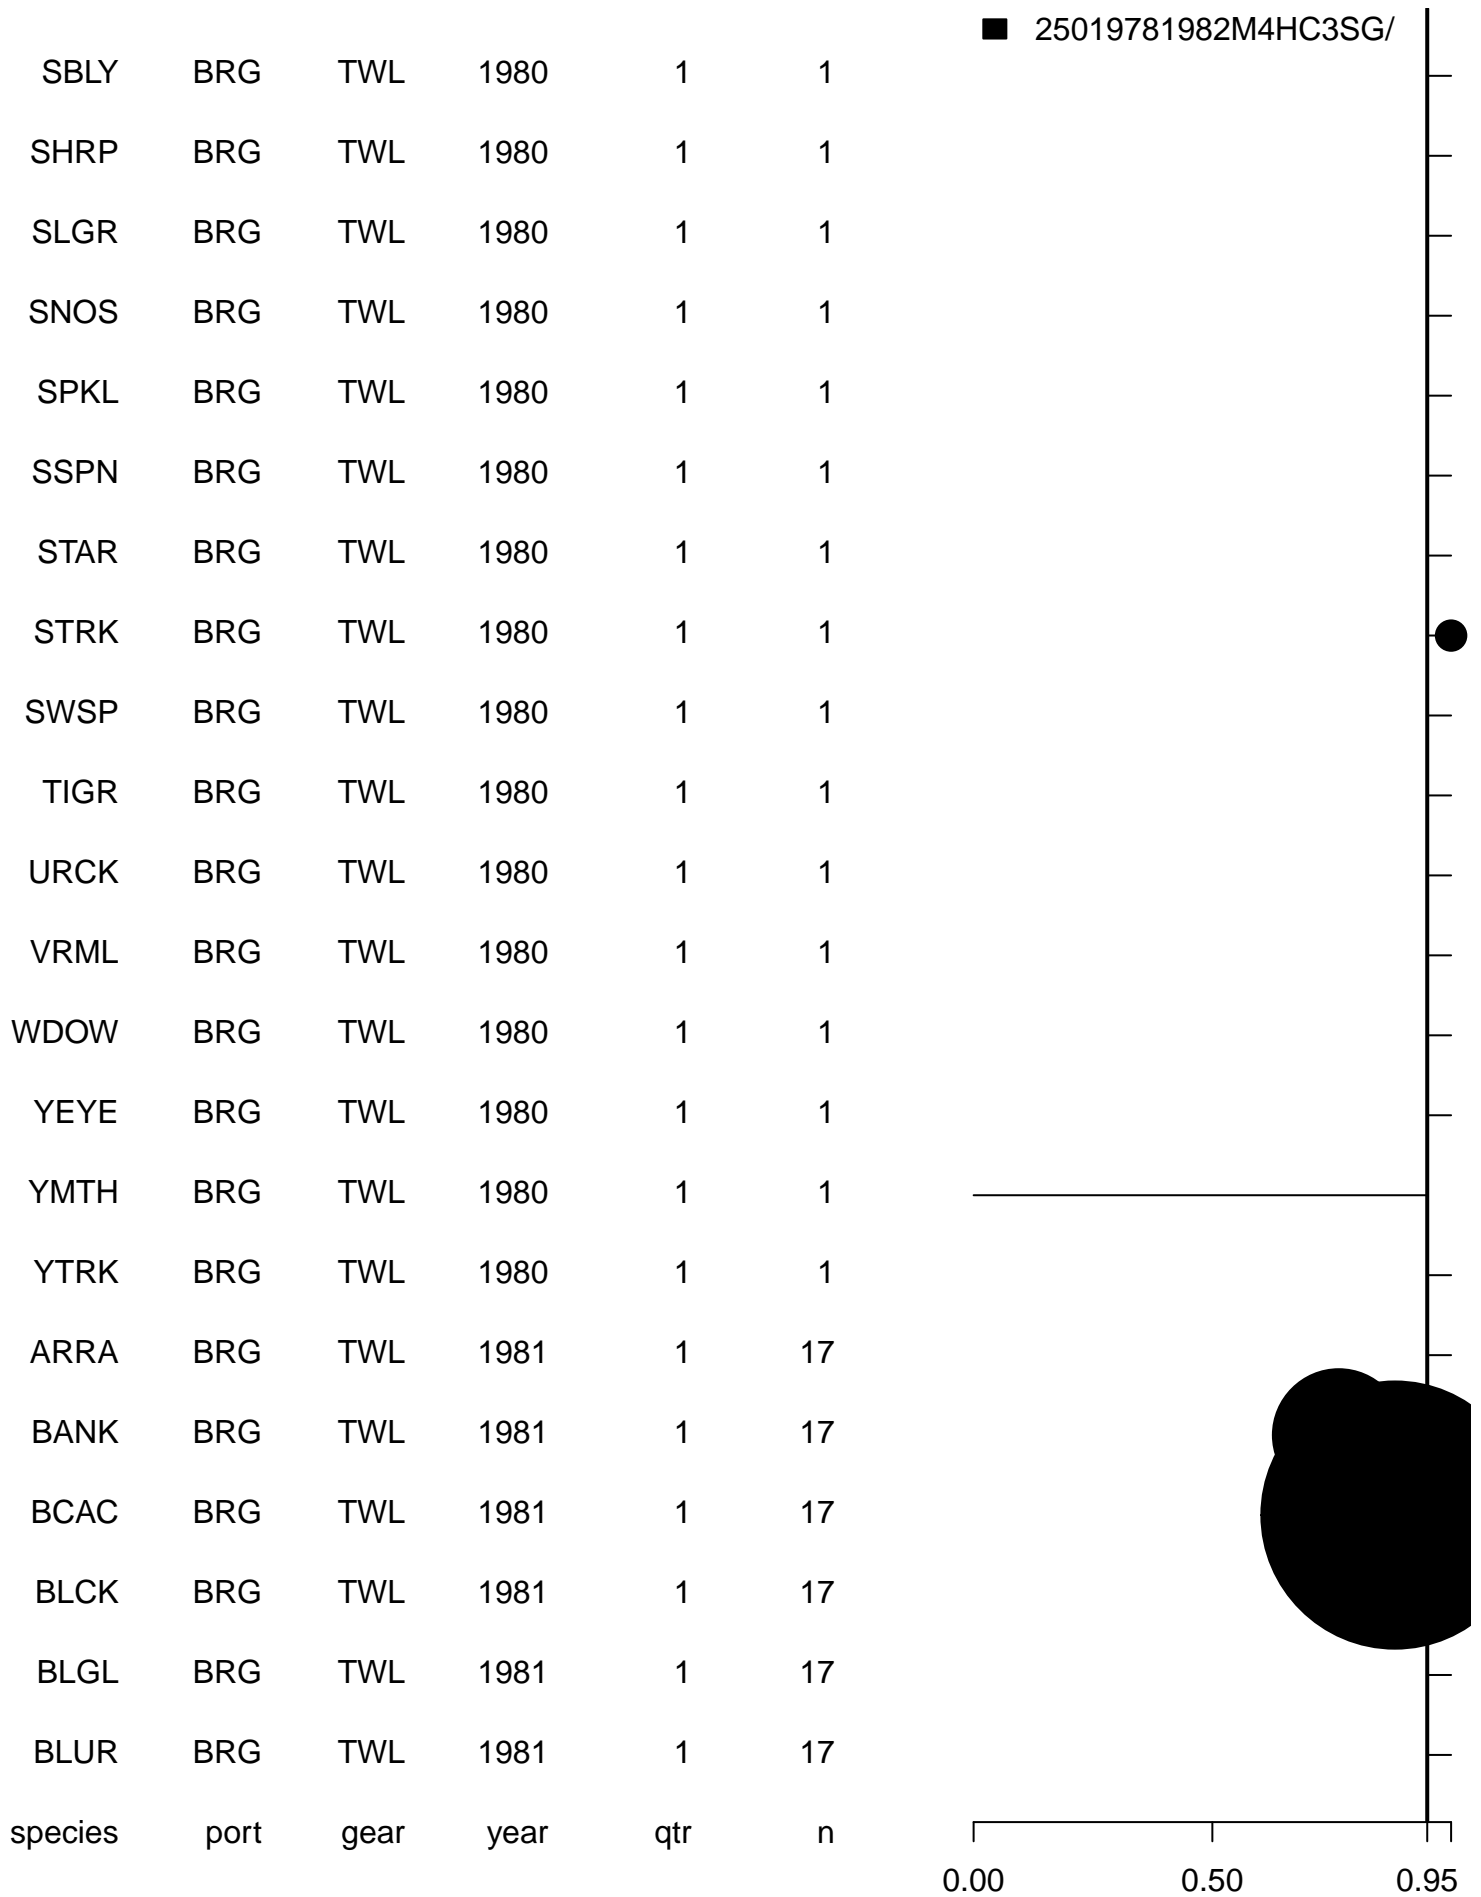 25019781982M4HC3SG/
SBLY BRG TWL 1980 1 1
SHRP BRG TWL 1980 1 1
SLGR BRG TWL 1980 1 1
SNOS BRG TWL 1980 1 1
SPKL BRG TWL 1980 1 1
SSPN BRG TWL 1980 1 1
STAR BRG TWL 1980 1 1
STRK BRG TWL 1980 1 1
SWSP BRG TWL 1980 1 1
TIGR BRG TWL 1980 1 1
URCK BRG TWL 1980 1 1
VRML BRG TWL 1980 1 1
WDOW BRG TWL 1980 1 1
YEYE BRG TWL 1980 1 1
YMTH BRG TWL 1980 1 1
YTRK BRG TWL 1980 1 1
ARRA BRG TWL 1981 1 17
BANK BRG TWL 1981 1 17
BCAC BRG TWL 1981 1 17
BLCK BRG TWL 1981 1 17
BLGL BRG TWL 1981 1 17
BLUR BRG TWL 1981 1 17
species port gear year qtr n
0.00 0.50 0.95